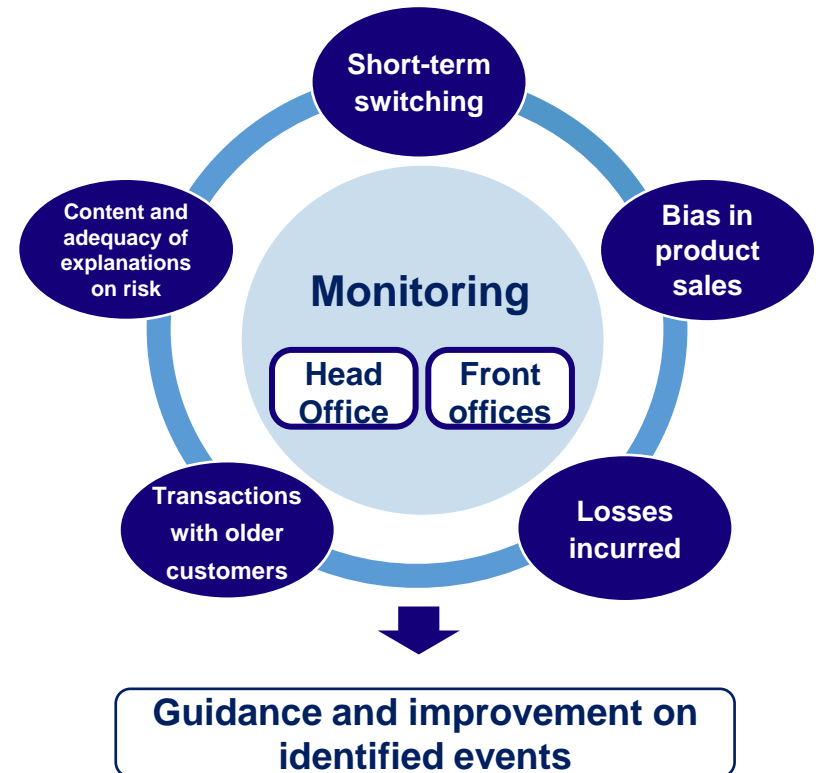 Short-term
switching
Bias in
product
sales
Losses
incurred
Transactions
with older
customers
Content and
adequacy of
explanations
on risk
Monitoring
Head
Office
Front
offices
Guidance and improvement on
identified events